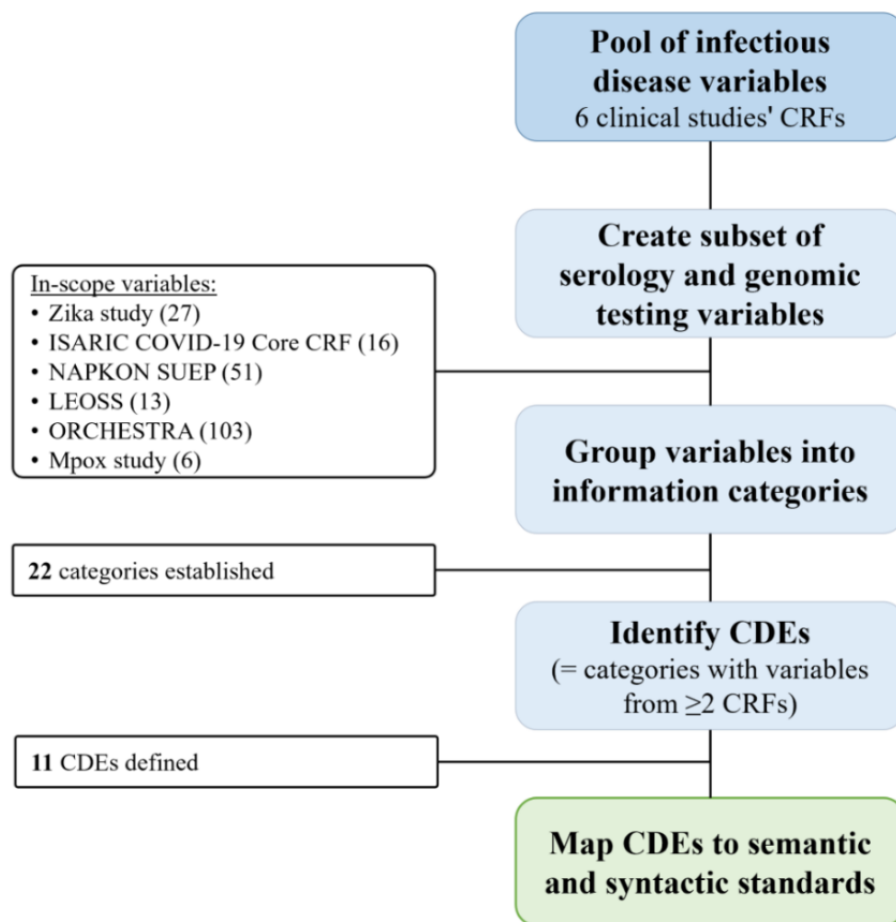 Pool of infectious
disease variables
6 clinical studies' CRFs
Create subset of
serology and genomic
testing variables
In-scope variables:
• Zika study (27)
• ISARIC COVID-19 Core CRF (16)
• NAPKON SUEP (51)
• LEOSS (13)
• ORCHESTRA (103)
• Mpox study (6)
Group variables into
information categories
22 categories established
Identify CDEs
(= categories with variables
from ≥2 CRFs)
11 CDEs defined
Map CDEs to semantic
and syntactic standards